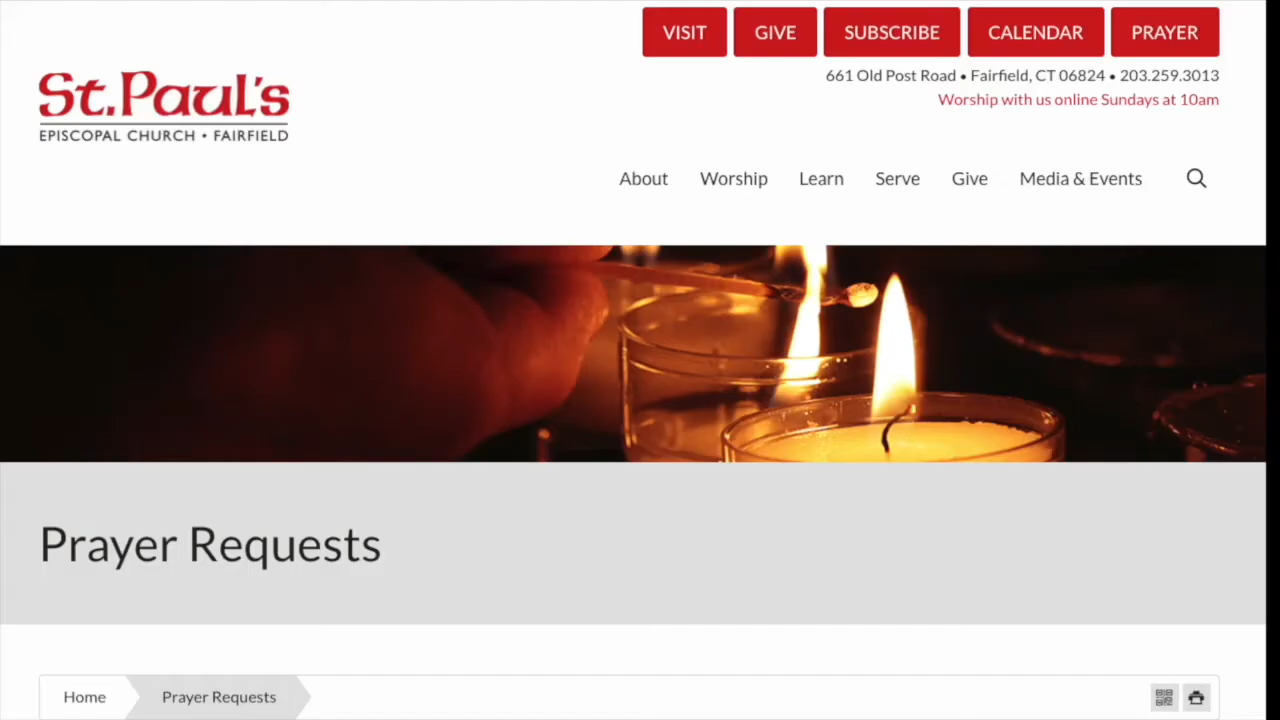 VISIT GIVE SUBSCRIBE CALENDAR PRAYER
661 Old Post Road • Fairfield, CT 06824 • 203.259.3013
Worship with us online Sundays at 10am
St. Paul's
EPISCOPAL CHURCH • FAIRFIELD
About Worship Learn Serve Give Media & Events
Prayer Requests
Home Prayer Requests